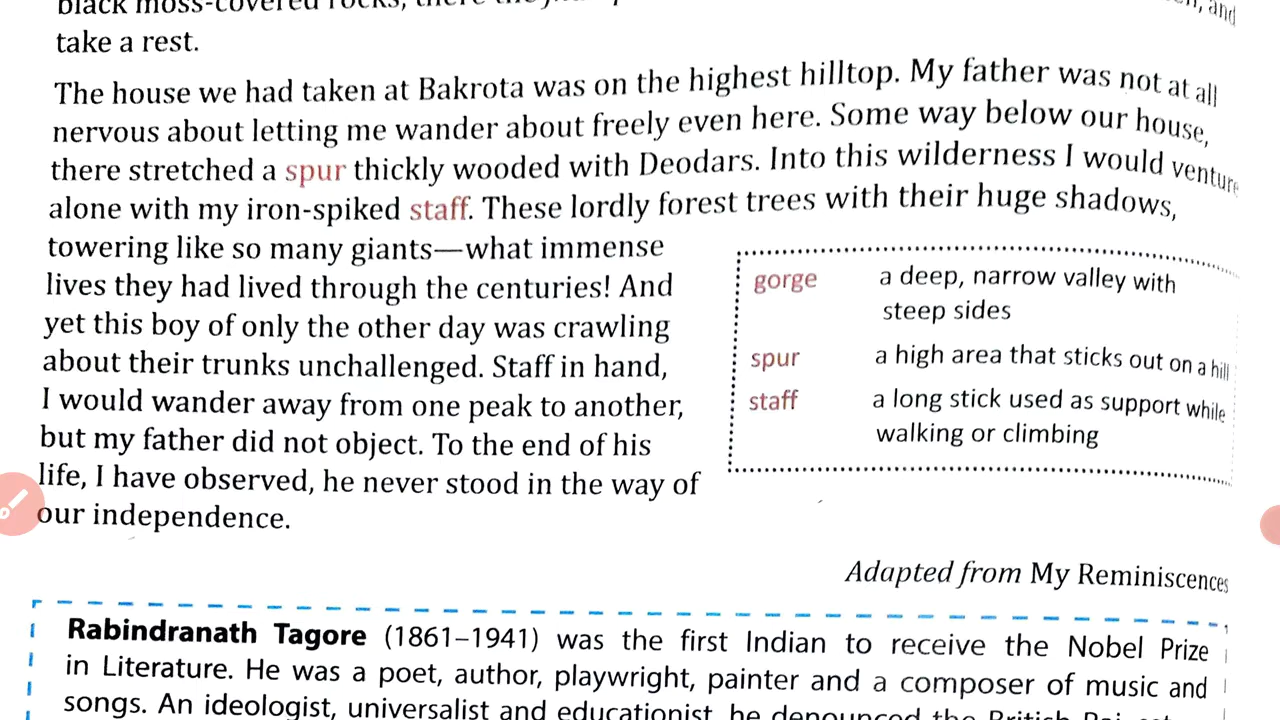 black moss-covered rocks, there they
and
take a rest.
The house we had taken at Bakrota was on the highest hilltop. My father was not at all
nervous about letting me wander about freely even here. Some way below our house,
there stretched a spur thickly wooded with Deodars. Into this wilderness I would venture
alone with my iron-spiked staff. These lordly forest trees with their huge shadows,
towering like so many giants—what immense
lives they had lived through the centuries! And
yet this boy of only the other day was crawling
about their trunks unchallenged. Staff in hand,
I would wander away from one peak to another,
but my father did not object. To the end of his
life, I have observed, he never stood in the way of
our independence.
gorge a deep, narrow valley with
steep sides
spur a high area that sticks out on a hill
staff a long stick used as support while
walking or climbing
Adapted from My Reminiscences
Rabindranath Tagore (1861–1941) was the first Indian to receive the Nobel Prize
in Literature. He was a poet, author, playwright, painter and a composer of music and
songs. An ideologist, universalist and educationist, he denounced the British Raj